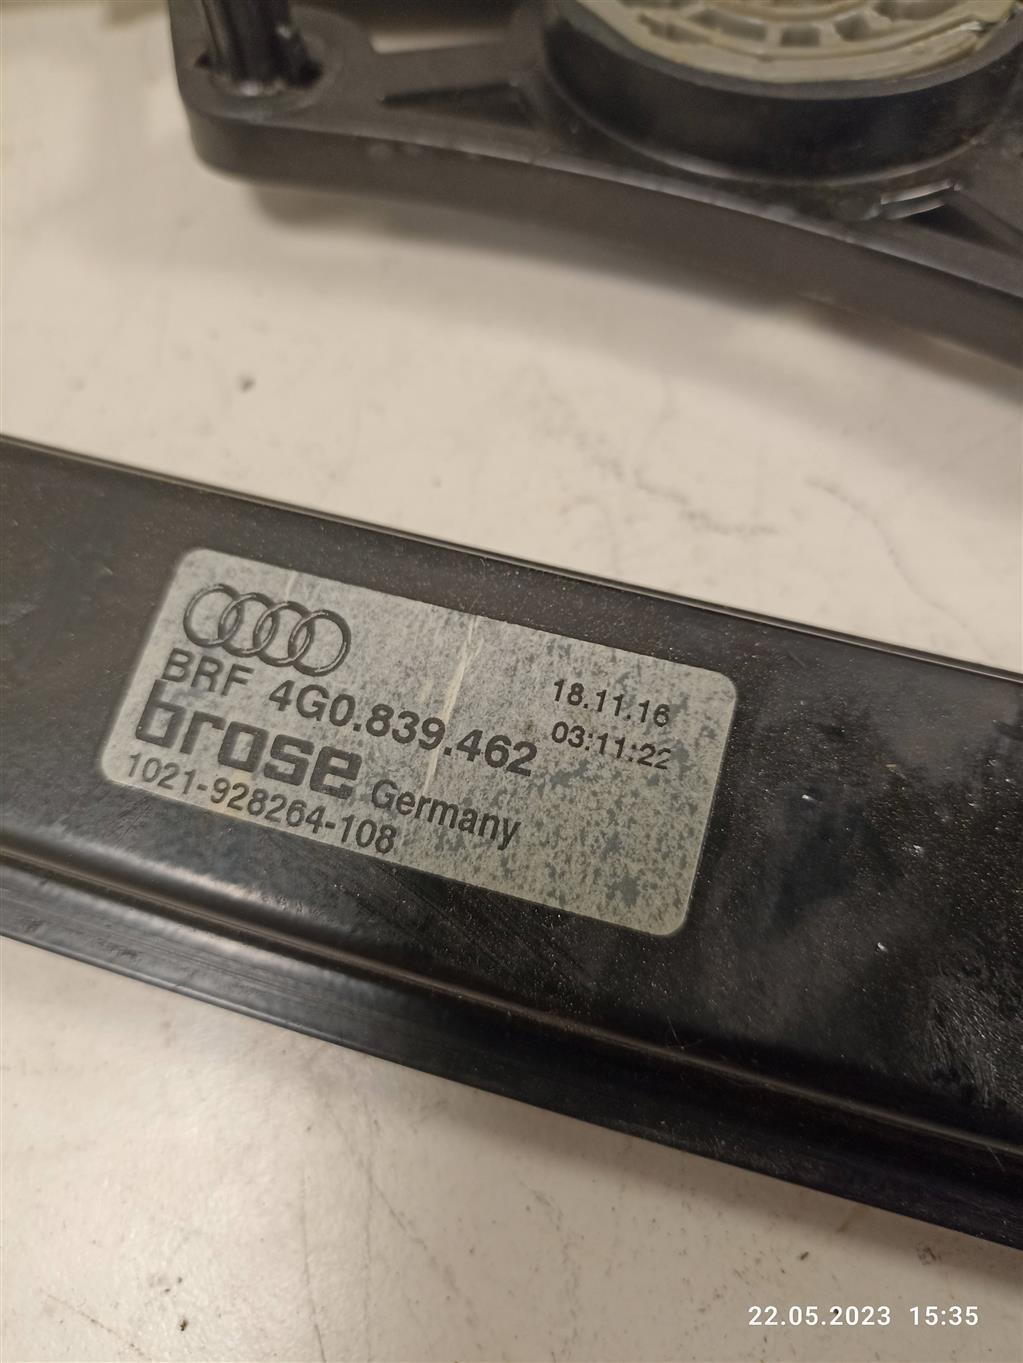 BRF 4G0.839.462
18.11.16
03:11:22
brose Germany
1021-928264-108
22.05.2023 15:35